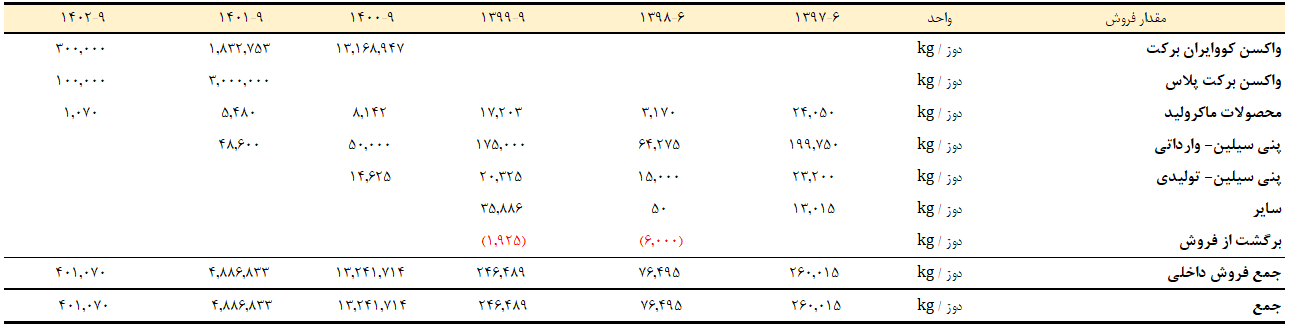 مقدار فروش واحد ۱۳۹۷-۶ ۱۳۹۸-۶ ۱۳۹۹-۹ ۱۴۰۰-۹ ۱۴۰۱-۹ ۱۴۰۲-۹
واکسن کووایران برکت دوز / kg ۱۳,۱۶۸,۹۴۷ ۱,۸۳۲,۷۵۳ ۳۰۰,۰۰۰
واکسن برکت پلاس دوز / kg ۳,۰۰۰,۰۰۰ ۱۰۰,۰۰۰
محصولات ماکرولید دوز / kg ۲۴,۰۵۰ ۳,۱۷۰ ۱۷,۲۰۳ ۸,۱۴۲ ۵,۴۸۰ ۱,۰۷۰
پنی سیلین- وارداتی دوز / kg ۱۹۹,۷۵۰ ۶۴,۲۷۵ ۱۷۵,۰۰۰ ۵۰,۰۰۰ ۴۸,۶۰۰
پنی سیلین- تولیدی دوز / kg ۲۳,۲۰۰ ۱۵,۰۰۰ ۲۰,۳۲۵ ۱۴,۶۲۵
سایر دوز / kg ۱۳,۰۱۵ ۵۰ ۳۵,۸۸۶
برگشت از فروش دوز / kg (۶,۰۰۰) (۱,۹۲۵)
جمع فروش داخلی دوز / kg ۲۶۰,۰۱۵ ۷۶,۴۹۵ ۲۴۶,۴۸۹ ۱۳,۲۴۱,۷۱۴ ۴,۸۸۶,۸۳۳ ۴۰۱,۰۷۰
جمع دوز / kg ۲۶۰,۰۱۵ ۷۶,۴۹۵ ۲۴۶,۴۸۹ ۱۳,۲۴۱,۷۱۴ ۴,۸۸۶,۸۳۳ ۴۰۱,۰۷۰